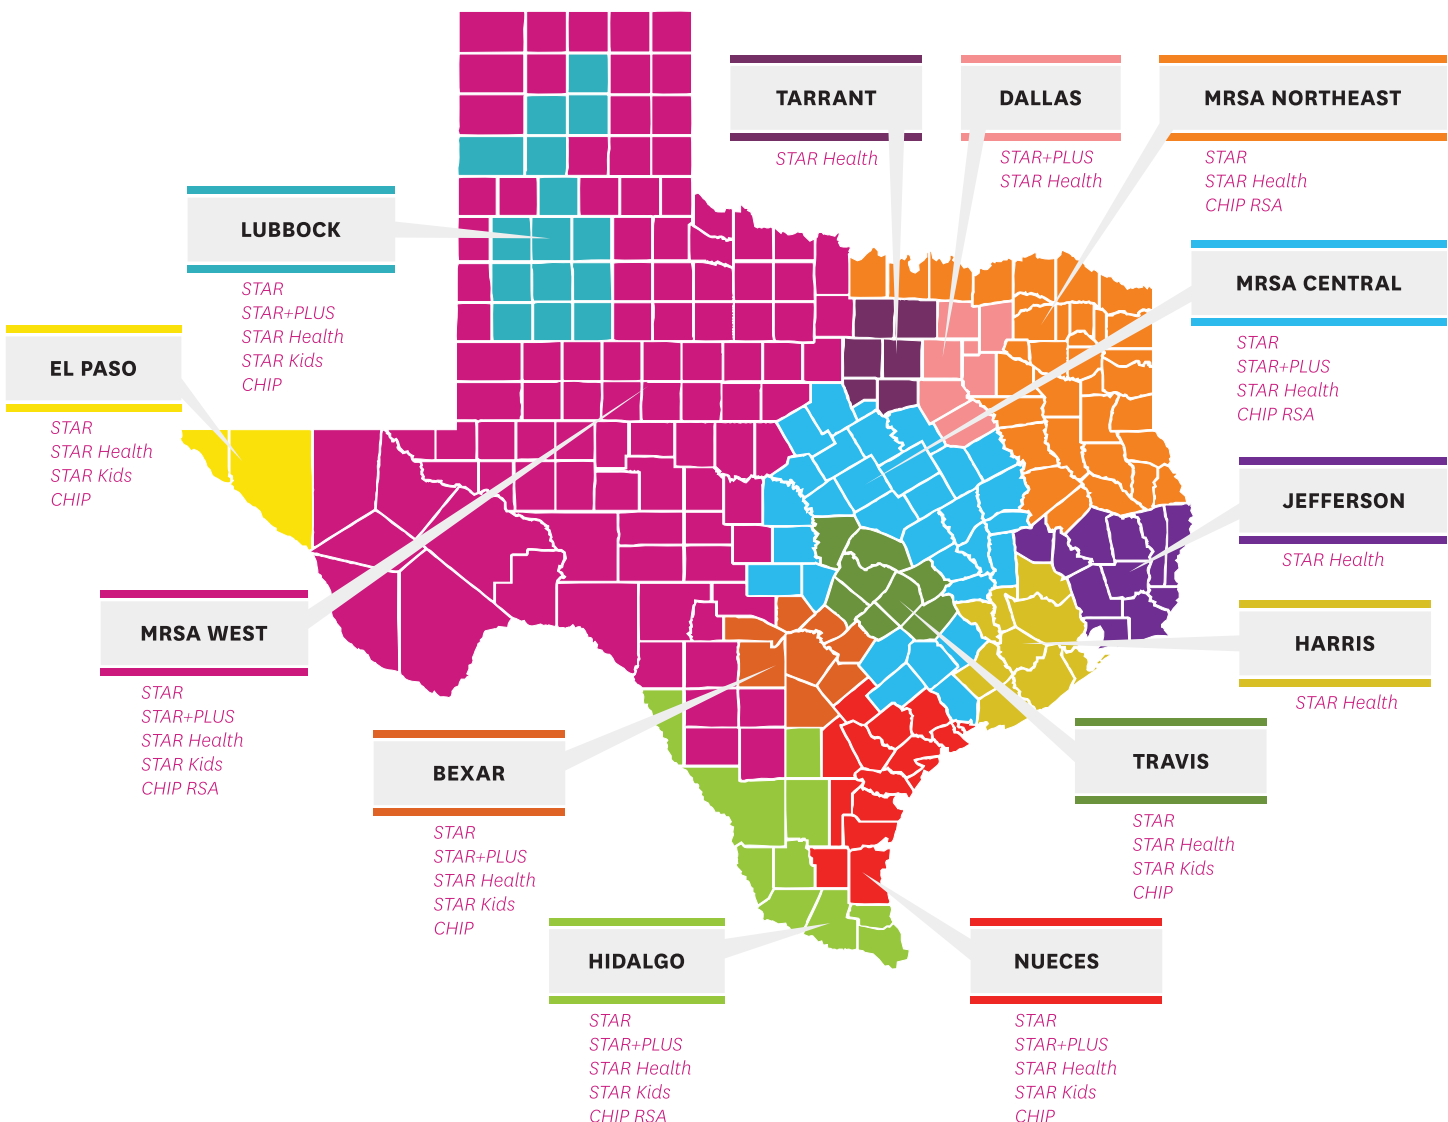 TARRANT
STAR Health
DALLAS
STAR+PLUS
STAR Health
MRSA NORTHEAST
STAR
STAR Health
CHIP RSA
LUBBOCK
STAR
STAR+PLUS
STAR Health
STAR Kids
CHIP
MRSA CENTRAL
STAR
STAR+PLUS
STAR Health
CHIP RSA
EL PASO
STAR
STAR Health
STAR Kids
CHIP
JEFFERSON
STAR Health
MRSA WEST
STAR
STAR+PLUS
STAR Health
STAR Kids
CHIP RSA
HARRIS
STAR Health
BEXAR
STAR
STAR+PLUS
STAR Health
STAR Kids
CHIP
TRAVIS
STAR
STAR Health
STAR Kids
CHIP
HIDALGO
STAR
STAR+PLUS
STAR Health
STAR Kids
CHIP RSA
NUECES
STAR
STAR+PLUS
STAR Health
STAR Kids
CHIP